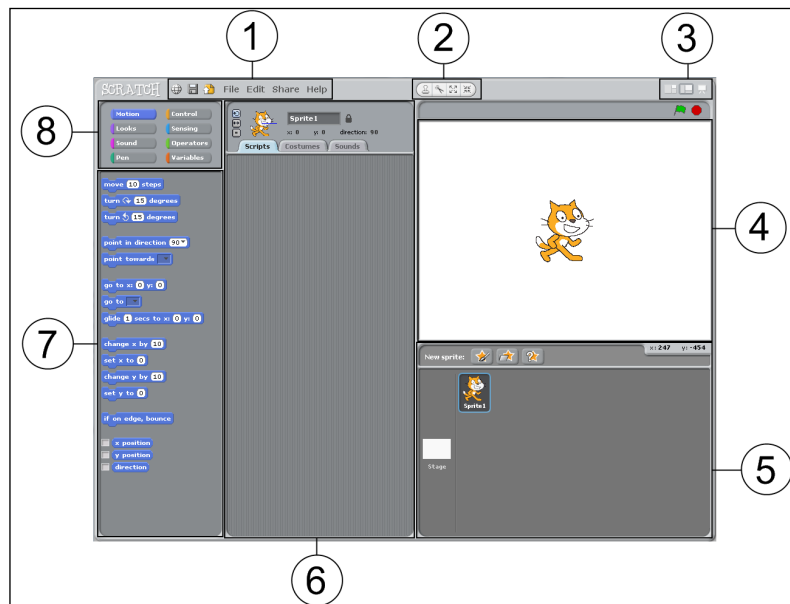 1
2
3
SCRATCH File Edit Share Help
8
Motion Control
Looks Sensing
Sound Operators
Pen Variables
Sprite1
x: 0 y: 0 direction: 90
Scripts Costumes Sounds
move 10 steps
turn 15 degrees
turn 15 degrees
point in direction 90
point towards
go to x: 0 y: 0
go to
glide 1 secs to x: 0 y: 0
change x by 10
set x to 0
change y by 10
set y to 0
if on edge, bounce
x position
y position
direction
7
4
x: 247 y: -454
New sprite:
Sprite1
Stage
5
6